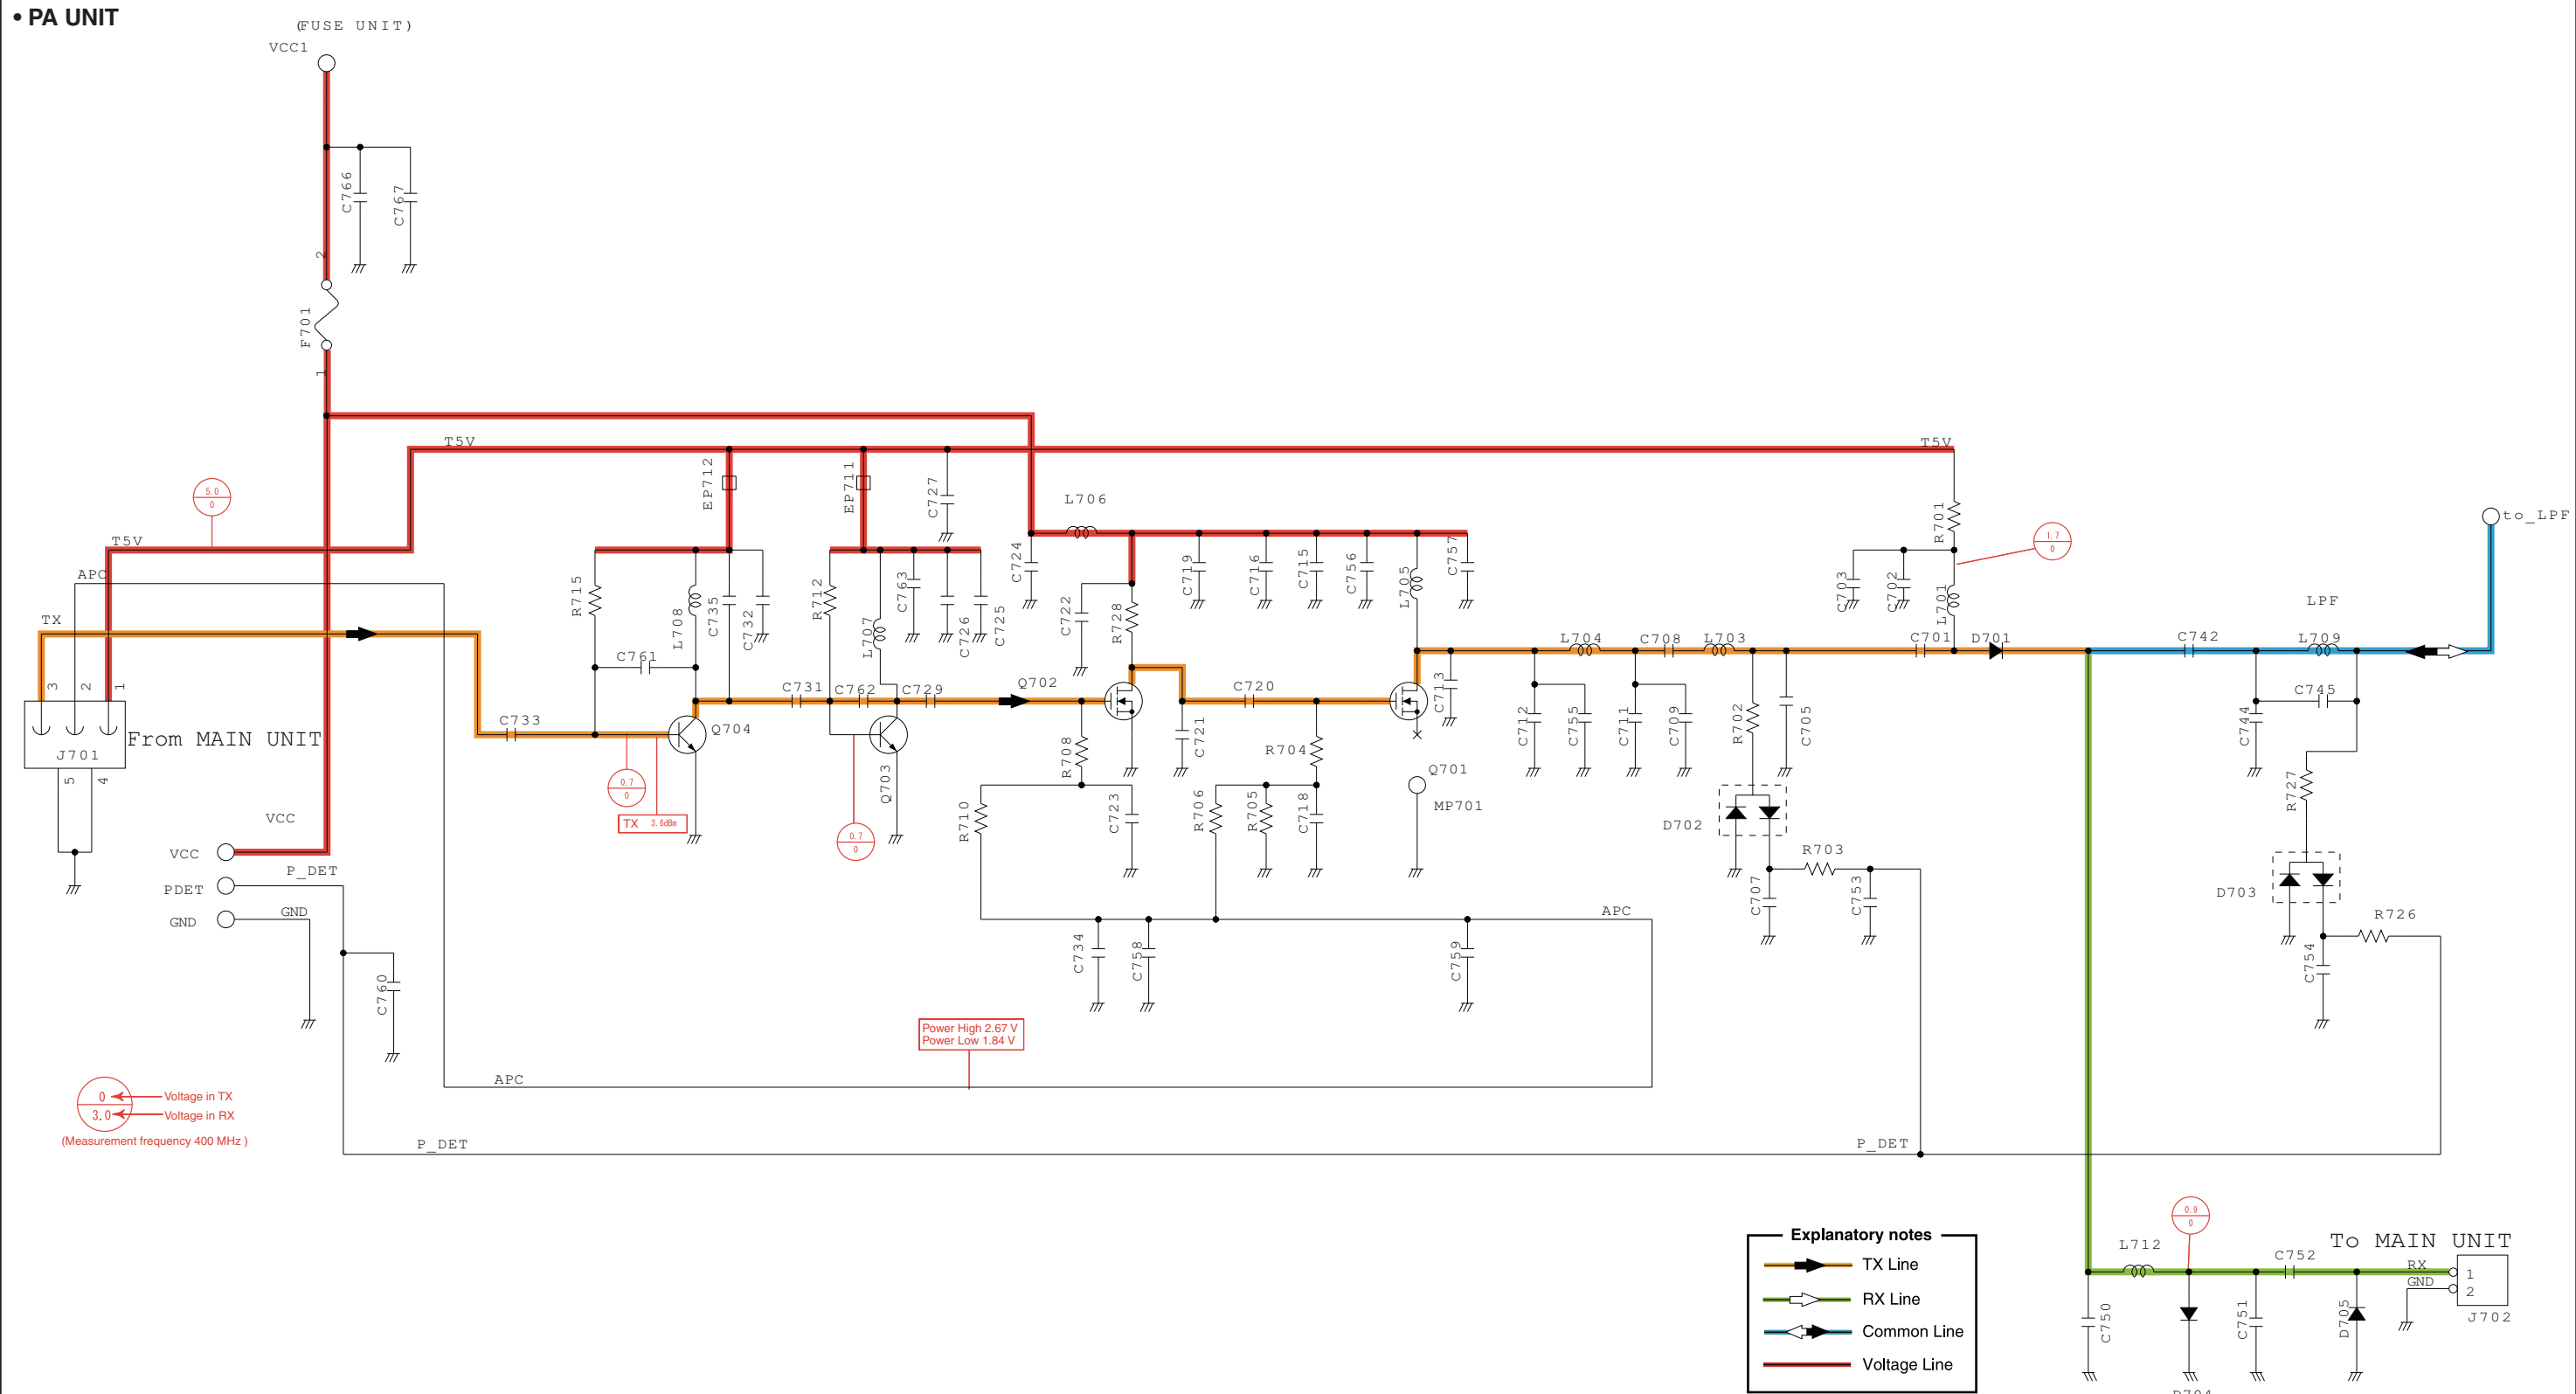 • PA UNIT
(FUSE UNIT)
VCC1
C766
C767
2
F701
1
T5V
T5V
5.0
0
T5V
APC
TX
3
2
1
J701
From MAIN UNIT
5
4
VCC
VCC
P_DET
PDET
GND
GND
C760
C733
R715
EP712
L708
C735
C732
C761
Q704
0.7
0
TX 3.6dBm
EP711
C727
R712
L707
C763
C726
C725
C731
C762
C729
Q703
0.7
0
C724
L706
C722
R728
Q702
C719
C716
C715
C756
L705
C757
R708
R710
C723
C721
C720
R704
R706
R705
C718
C713
Q701
MP701
L704
C708
L703
C712
C755
C711
C709
R702
C705
D702
C707
R703
C753
C701
D701
R701
C703
C702
L701
1.7
0
C742
LPF
L709
C745
C744
to_LPF
R727
D703
C754
R726
C734
C758
C759
APC
Power High 2.67 V
Power Low 1.84 V
APC
0
Voltage in TX
3.0
Voltage in RX
(Measurement frequency 400 MHz )
P_DET
P_DET
Explanatory notes
TX Line
RX Line
Common Line
Voltage Line
0.9
0
L712
C752
To MAIN UNIT
RX
GND
1
2
J702
C750
C751
D705
D704